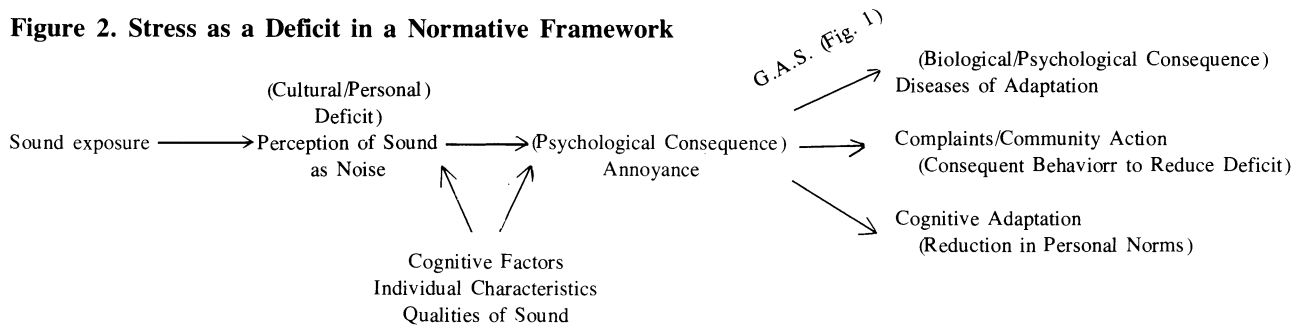 Figure 2. Stress as a Deficit in a Normative Framework
G.A.S. (Fig. 1)
(Cultural/Personal)
Deficit)
Sound exposure
Perception of Sound
as Noise
(Psychological Consequence)
Annoyance
(Biological/Psychological Consequence)
Diseases of Adaptation
Complaints/Community Action
(Consequent Behaviorr to Reduce Deficit)
Cognitive Adaptation
(Reduction in Personal Norms)
Cognitive Factors
Individual Characteristics
Qualities of Sound